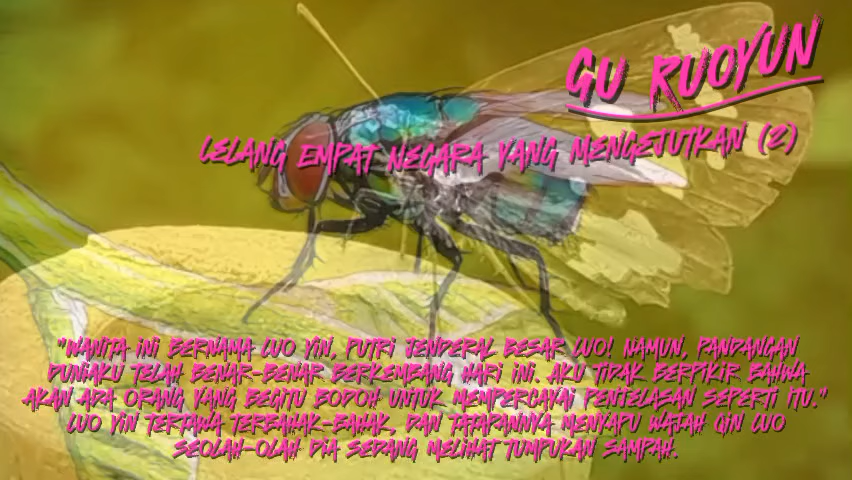 GU RUOYUN
LELANG EMPAT NEGARA YANG MENGEJUTKAN (2)
"WANITA INI BERNAMA LUO YIN, PUTRI JENDERAL BESAR LUO! NAMUN, PANDANGAN
DUNIAKU TELAH BENAR-BENAR BERKEMBANG HARI INI. AKU TIDAK BERPIKIR BAHWA
AKAN ADA ORANG YANG BEGITU BODOH UNTUK MEMPERCAYAI PENJELASAN SEPERTI ITU."
LUO YIN TERTAWA TERBAHAK-BAHAK, DAN TATAPANNYA MENYAPU WAJAH QIN LUO
SEOLAH-OLAH DIA SEDANG MELIHAT TUMPUKAN SAMPAH.